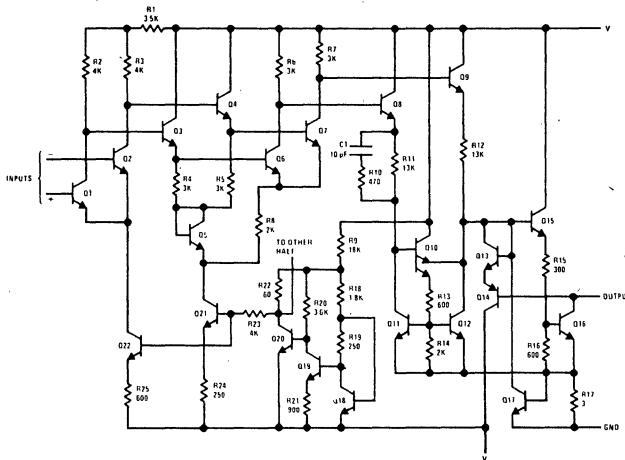 R1
3.5K
V
R2
4K
R3
4K
R6
3K
R7
3K
Q9
Q4
Q8
Q3
Q7
Q6
C1
10 pF
R11
13K
R12
13K
R10
470
INPUTS
−
+
Q2
Q1
R4
3K
R5
3K
Q5
R8
2K
TO OTHER
HALF
R9
18K
Q10
Q13
Q15
R15
300
Q14
OUTPUT
R22
60
R20
3.6K
R18
1.8K
R13
600
Q21
R23
4K
Q20
R19
250
Q11
Q12
Q16
Q22
Q19
R14
2K
R16
600
R25
600
R24
250
R21
900
Q18
Q17
R17
3
GND
V